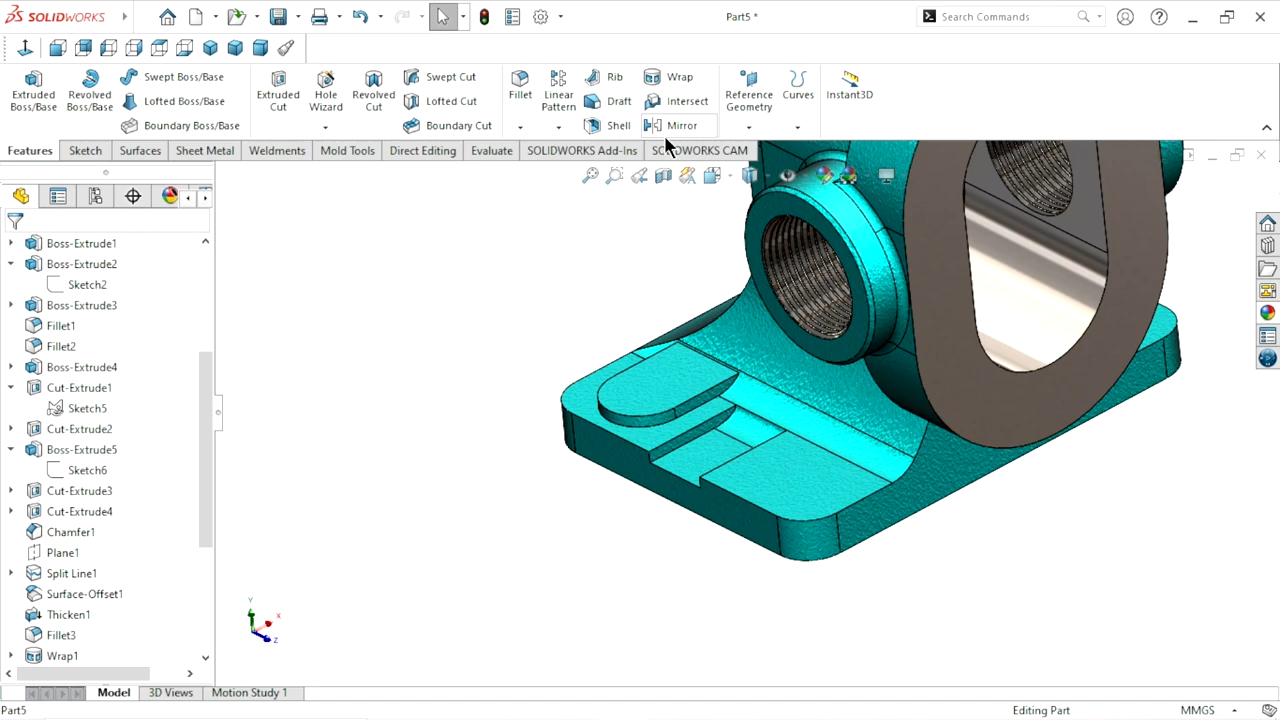 SOLIDWORKS
Part5 *
Search Commands
Extruded Boss/Base
Revolved Boss/Base
Swept Boss/Base
Lofted Boss/Base
Boundary Boss/Base
Extruded Cut
Hole Wizard
Revolved Cut
Swept Cut
Lofted Cut
Boundary Cut
Fillet
Linear Pattern
Rib
Draft
Shell
Wrap
Intersect
Mirror
Reference Geometry
Curves
Instant3D
Features
Sketch
Surfaces
Sheet Metal
Weldments
Mold Tools
Direct Editing
Evaluate
SOLIDWORKS Add-Ins
SOLIDWORKS CAM
Boss-Extrude1
Boss-Extrude2
Sketch2
Boss-Extrude3
Fillet1
Fillet2
Boss-Extrude4
Cut-Extrude1
Sketch5
Cut-Extrude2
Boss-Extrude5
Sketch6
Cut-Extrude3
Cut-Extrude4
Chamfer1
Plane1
Split Line1
Surface-Offset1
Thicken1
Fillet3
Wrap1
Y
X
Z
Model
3D Views
Motion Study 1
Part5
Editing Part
MMGS